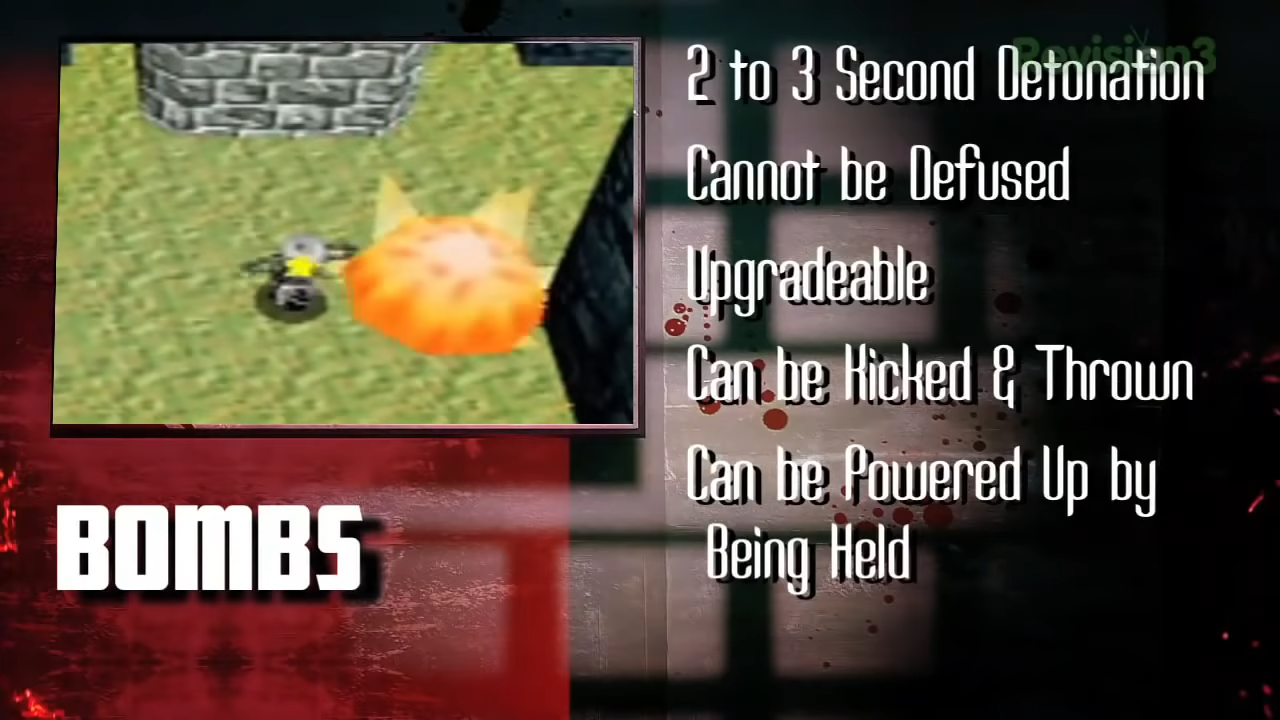 Revision3
2 to 3 Second Detonation
Cannot be Defused
Upgradeable
Can be Kicked & Thrown
Can be Powered Up by
Being Held
BOMBS